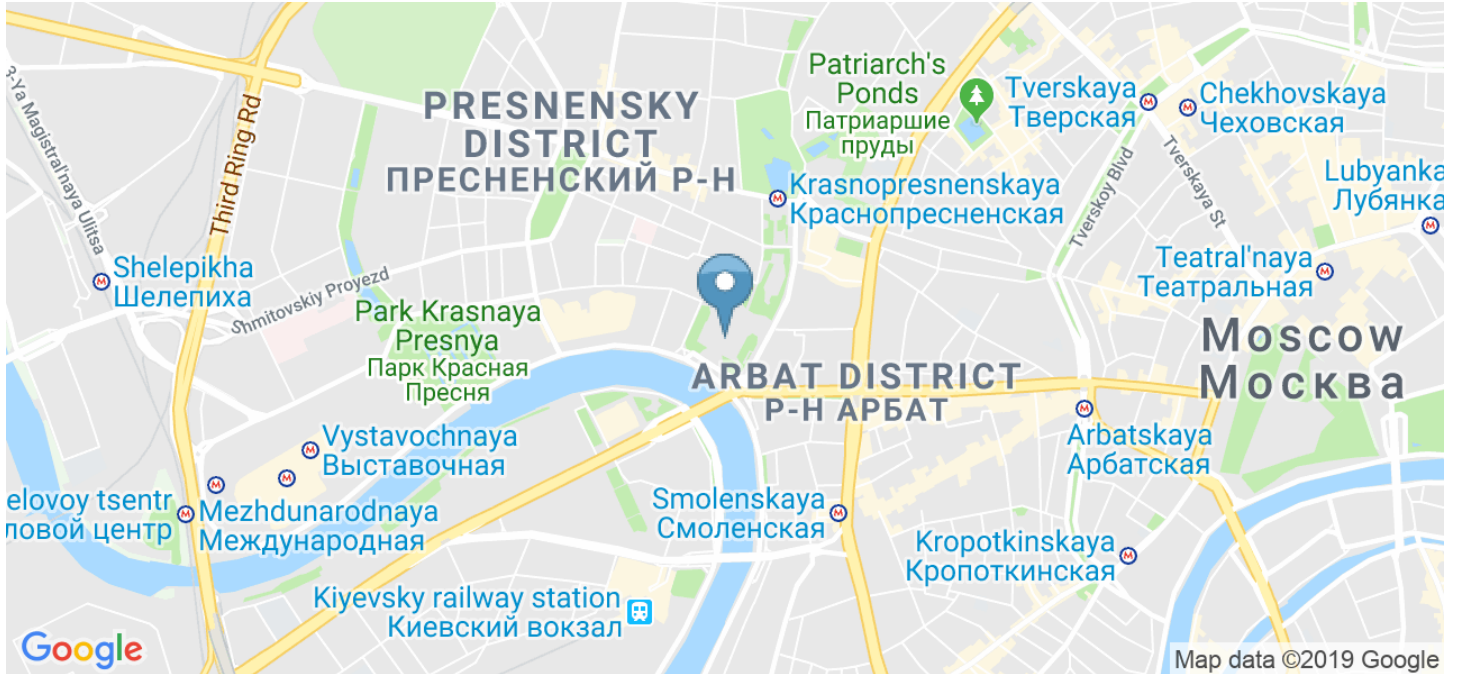 Patriarch's
Ponds
Патриаршие
пруды
Tverskaya
Тверская
Chekhovskaya
Чеховская
PRESNENSKY
DISTRICT
ПРЕСНЕНСКИЙ Р-Н
3-Ya Magistral'naya Ulitsa
Third Ring Rd
Krasnopresnenskaya
Краснопресненская
Tverskoy Blvd
Tverskaya St
Lubyanka
Лубянка
Shelepikha
Шелепиха
Shmitovskiy Proyezd
Teatral'naya
Театральная
Park Krasnaya
Presnya
Парк Красная
Пресня
Moscow
Москва
ARBAT DISTRICT
Р-Н АРБАТ
Vystavochnaya
Выставочная
Arbatskaya
Арбатская
elovoy tsentr
ловой центр
Mezhdunarodnaya
Международная
Smolenskaya
Смоленская
Kropotkinskaya
Кропоткинская
Kiyevsky railway station
Киевский вокзал
Google
Map data ©2019 Google